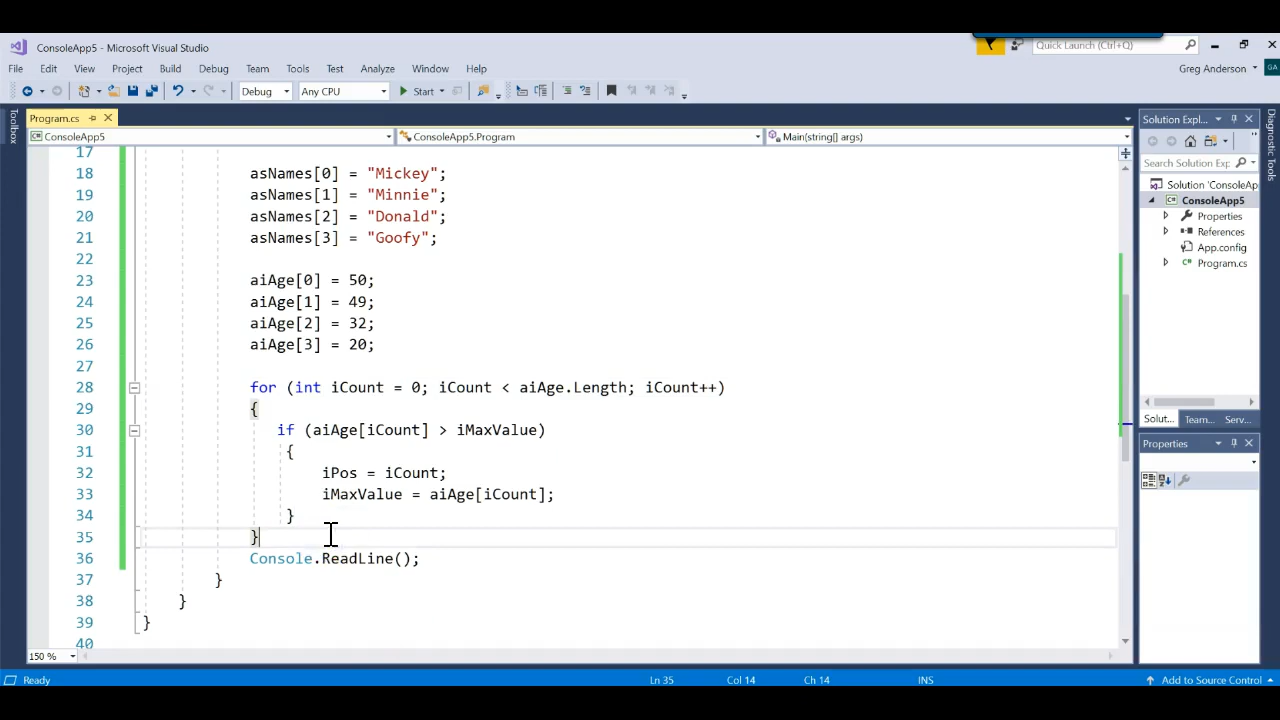 ConsoleApp5 - Microsoft Visual Studio
Quick Launch (Ctrl+Q)
File Edit View Project Build Debug Team Tools Test Analyze Window Help
Greg Anderson GA
Debug Any CPU Start
Toolbox
Program.cs
ConsoleApp5 ConsoleApp5.Program Main(string[] args)
17
18 asNames[0] = "Mickey";
19 asNames[1] = "Minnie";
20 asNames[2] = "Donald";
21 asNames[3] = "Goofy";
22
23 aiAge[0] = 50;
24 aiAge[1] = 49;
25 aiAge[2] = 32;
26 aiAge[3] = 20;
27
28 for (int iCount = 0; iCount < aiAge.Length; iCount++)
29 {
30 if (aiAge[iCount] > iMaxValue)
31 {
32 iPos = iCount;
33 iMaxValue = aiAge[iCount];
34 }
35 }
36 Console.ReadLine();
37 }
38 }
39 }
40
150 %
Solution Expl...
Search Solution Exp
Solution 'ConsoleAp
ConsoleApp5
Properties
References
App.config
Program.cs
Solut... Team... Serv...
Properties
Diagnostic Tools
Ready Ln 35 Col 14 Ch 14 INS Add to Source Control